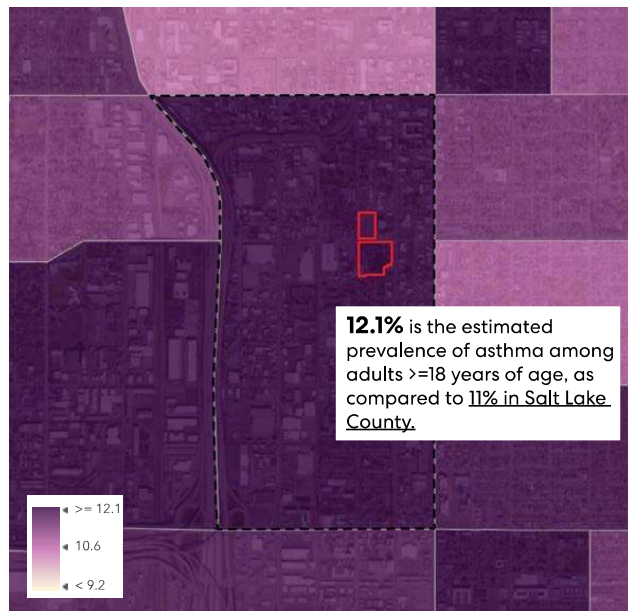 12.1% is the estimated
prevalence of asthma among
adults >=18 years of age, as
compared to 11% in Salt Lake
County.
>= 12.1
10.6
< 9.2